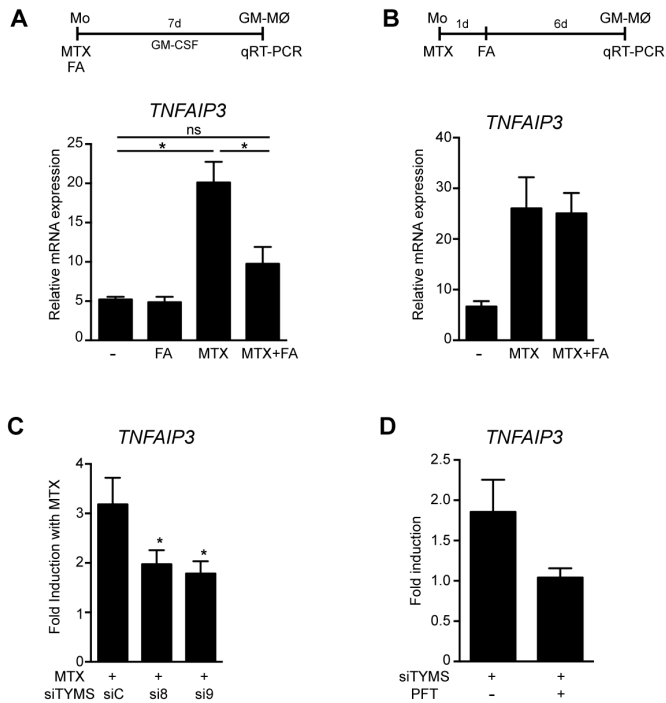 A
Mo 7d GM-MØ
GM-CSF
MTX qRT-PCR
FA
TNFAIP3
ns
* *
Relative mRNA expression
25
20
15
10
5
0
- FA MTX MTX+FA
B
Mo 1d 6d GM-MØ
MTX FA qRT-PCR
TNFAIP3
Relative mRNA expression
40
30
20
10
0
- MTX MTX+FA
C
TNFAIP3
Fold Induction with MTX
4
3
2
1
0
* *
MTX + + +
siTYMS siC si8 si9
D
TNFAIP3
Fold induction
2.5
2.0
1.5
1.0
0.5
0.0
siTYMS + +
PFT - +